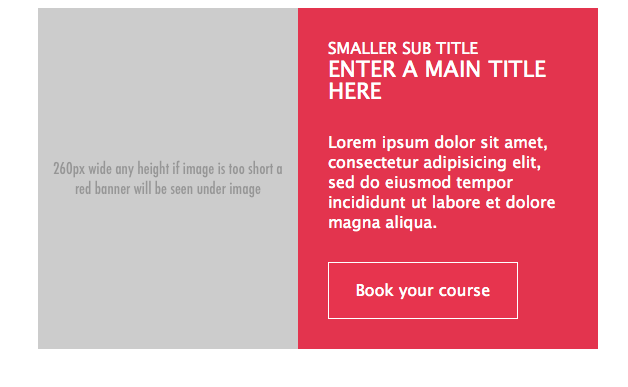 260px wide any height if image is too short a
red banner will be seen under image
SMALLER SUB TITLE
ENTER A MAIN TITLE
HERE
Lorem ipsum dolor sit amet,
consectetur adipisicing elit,
sed do eiusmod tempor
incididunt ut labore et dolore
magna aliqua.
Book your course